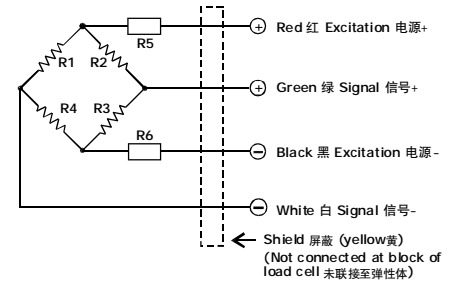 Red 红 Excitation 电源+
R5
R1
R2
Green 绿 Signal 信号+
R4
R3
R6
Black 黑 Excitation 电源-
White 白 Signal 信号-
Shield 屏蔽 (yellow黄)
(Not connected at block of
load cell 未联接至弹性体)